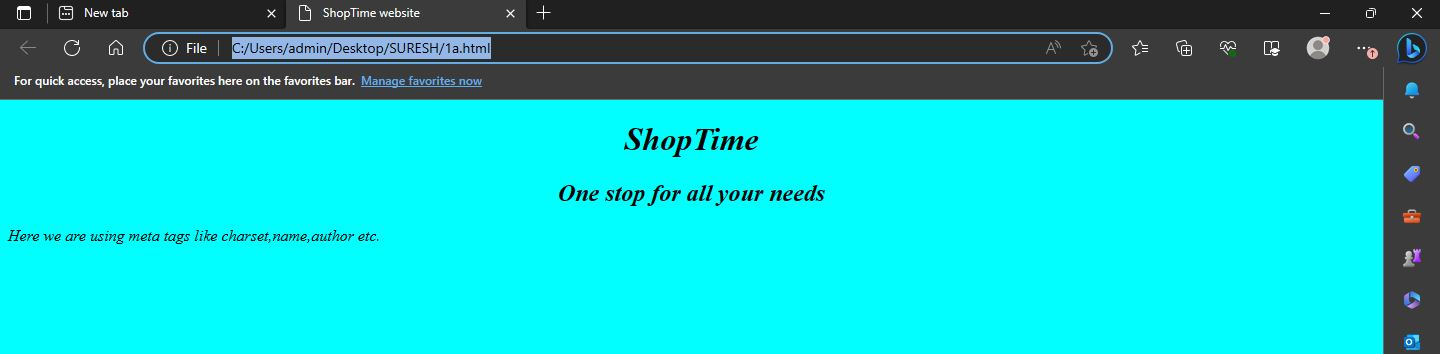 New tab
ShopTime website
File C:/Users/admin/Desktop/SURESH/1a.html
For quick access, place your favorites here on the favorites bar. Manage favorites now
ShopTime
One stop for all your needs
Here we are using meta tags like charset,name,author etc.